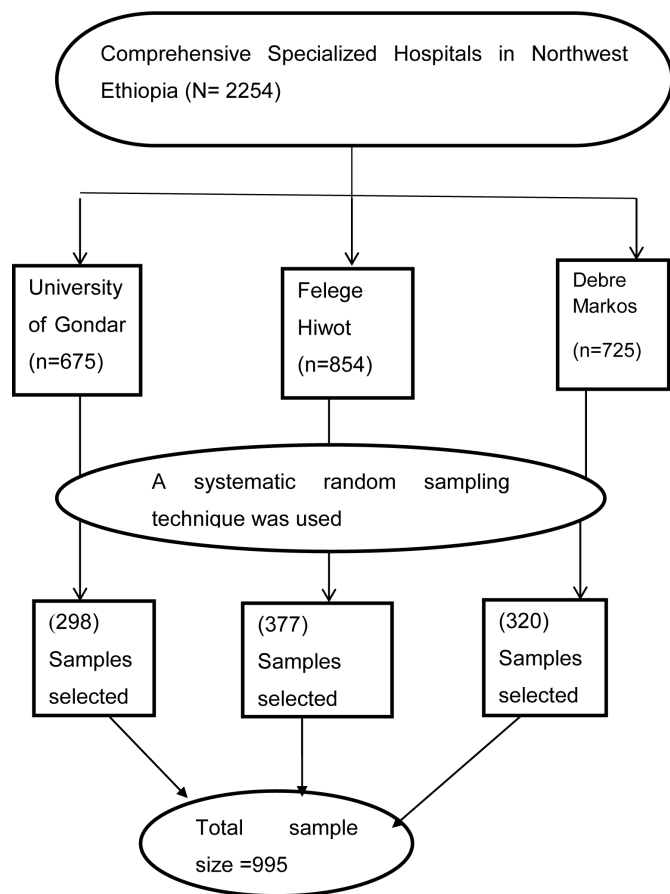 Comprehensive Specialized Hospitals in Northwest
Ethiopia (N= 2254)
University
of Gondar
(n=675)
Felege
Hiwot
(n=854)
Debre
Markos
(n=725)
A systematic random sampling
technique was used
(298)
Samples
selected
(377)
Samples
selected
(320)
Samples
selected
Total sample
size =995